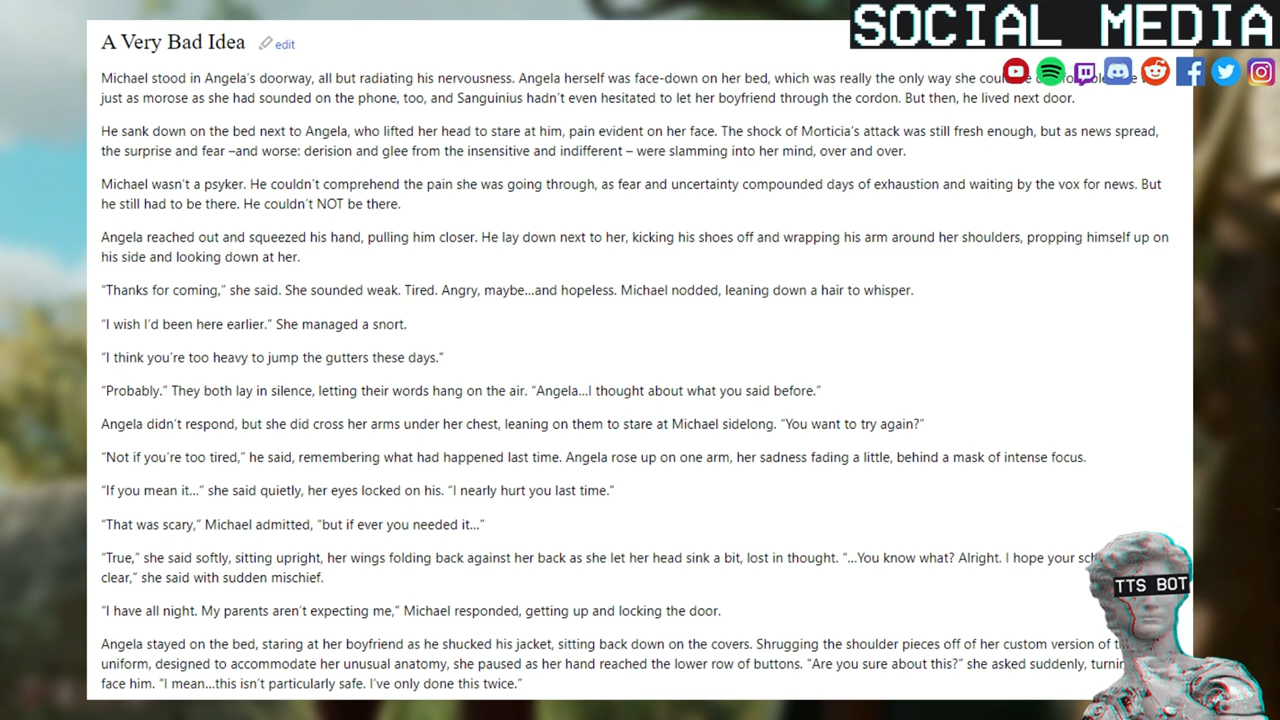 SOCIAL MEDIA
A Very Bad Idea edit
Michael stood in Angela's doorway, all but radiating his nervousness. Angela herself was face-down on her bed, which was really the only way she
just as morose as she had sounded on the phone, too, and Sanguinius hadn't even hesitated to let her boyfriend through the cordon. But then, he lived next door.
He sank down on the bed next to Angela, who lifted her head to stare at him, pain evident on her face. The shock of Morticia's attack was still fresh enough, but as news spread,
the surprise and fear –and worse: derision and glee from the insensitive and indifferent – were slamming into her mind, over and over.
Michael wasn't a psyker. He couldn't comprehend the pain she was going through, as fear and uncertainty compounded days of exhaustion and waiting by the vox for news. But
he still had to be there. He couldn't NOT be there.
Angela reached out and squeezed his hand, pulling him closer. He lay down next to her, kicking his shoes off and wrapping his arm around her shoulders, propping himself up on
his side and looking down at her.
“Thanks for coming,” she said. She sounded weak. Tired. Angry, maybe…and hopeless. Michael nodded, leaning down a hair to whisper.
“I wish I'd been here earlier.” She managed a snort.
“I think you're too heavy to jump the gutters these days.”
“Probably.” They both lay in silence, letting their words hang on the air. “Angela…I thought about what you said before.”
Angela didn't respond, but she did cross her arms under her chest, leaning on them to stare at Michael sidelong. “You want to try again?”
“Not if you're too tired,” he said, remembering what had happened last time. Angela rose up on one arm, her sadness fading a little, behind a mask of intense focus.
“If you mean it…” she said quietly, her eyes locked on his. “I nearly hurt you last time.”
“That was scary,” Michael admitted, “but if ever you needed it…”
“True,” she said softly, sitting upright, her wings folding back against her back as she let her head sink a bit, lost in thought. “…You know what? Alright. I hope your
clear,” she said with sudden mischief.
“I have all night. My parents aren't expecting me,” Michael responded, getting up and locking the door.
Angela stayed on the bed, staring at her boyfriend as he shucked his jacket, sitting back down on the covers. Shrugging the shoulder pieces off of her custom version of
uniform, designed to accommodate her unusual anatomy, she paused as her hand reached the lower row of buttons. “Are you sure about this?” she asked suddenly,
face him. “I mean…this isn't particularly safe. I've only done this twice.”
TTS BOT